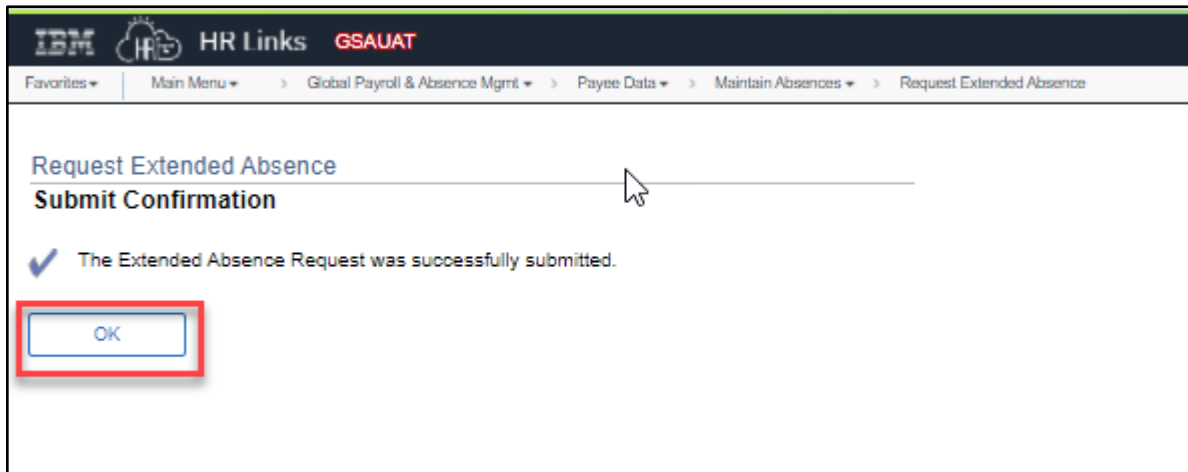 IBM HR HR Links GSAUAT
Favorites Main Menu > Global Payroll & Absence Mgmt > Payee Data > Maintain Absences > Request Extended Absence
Request Extended Absence
Submit Confirmation
The Extended Absence Request was successfully submitted.
OK